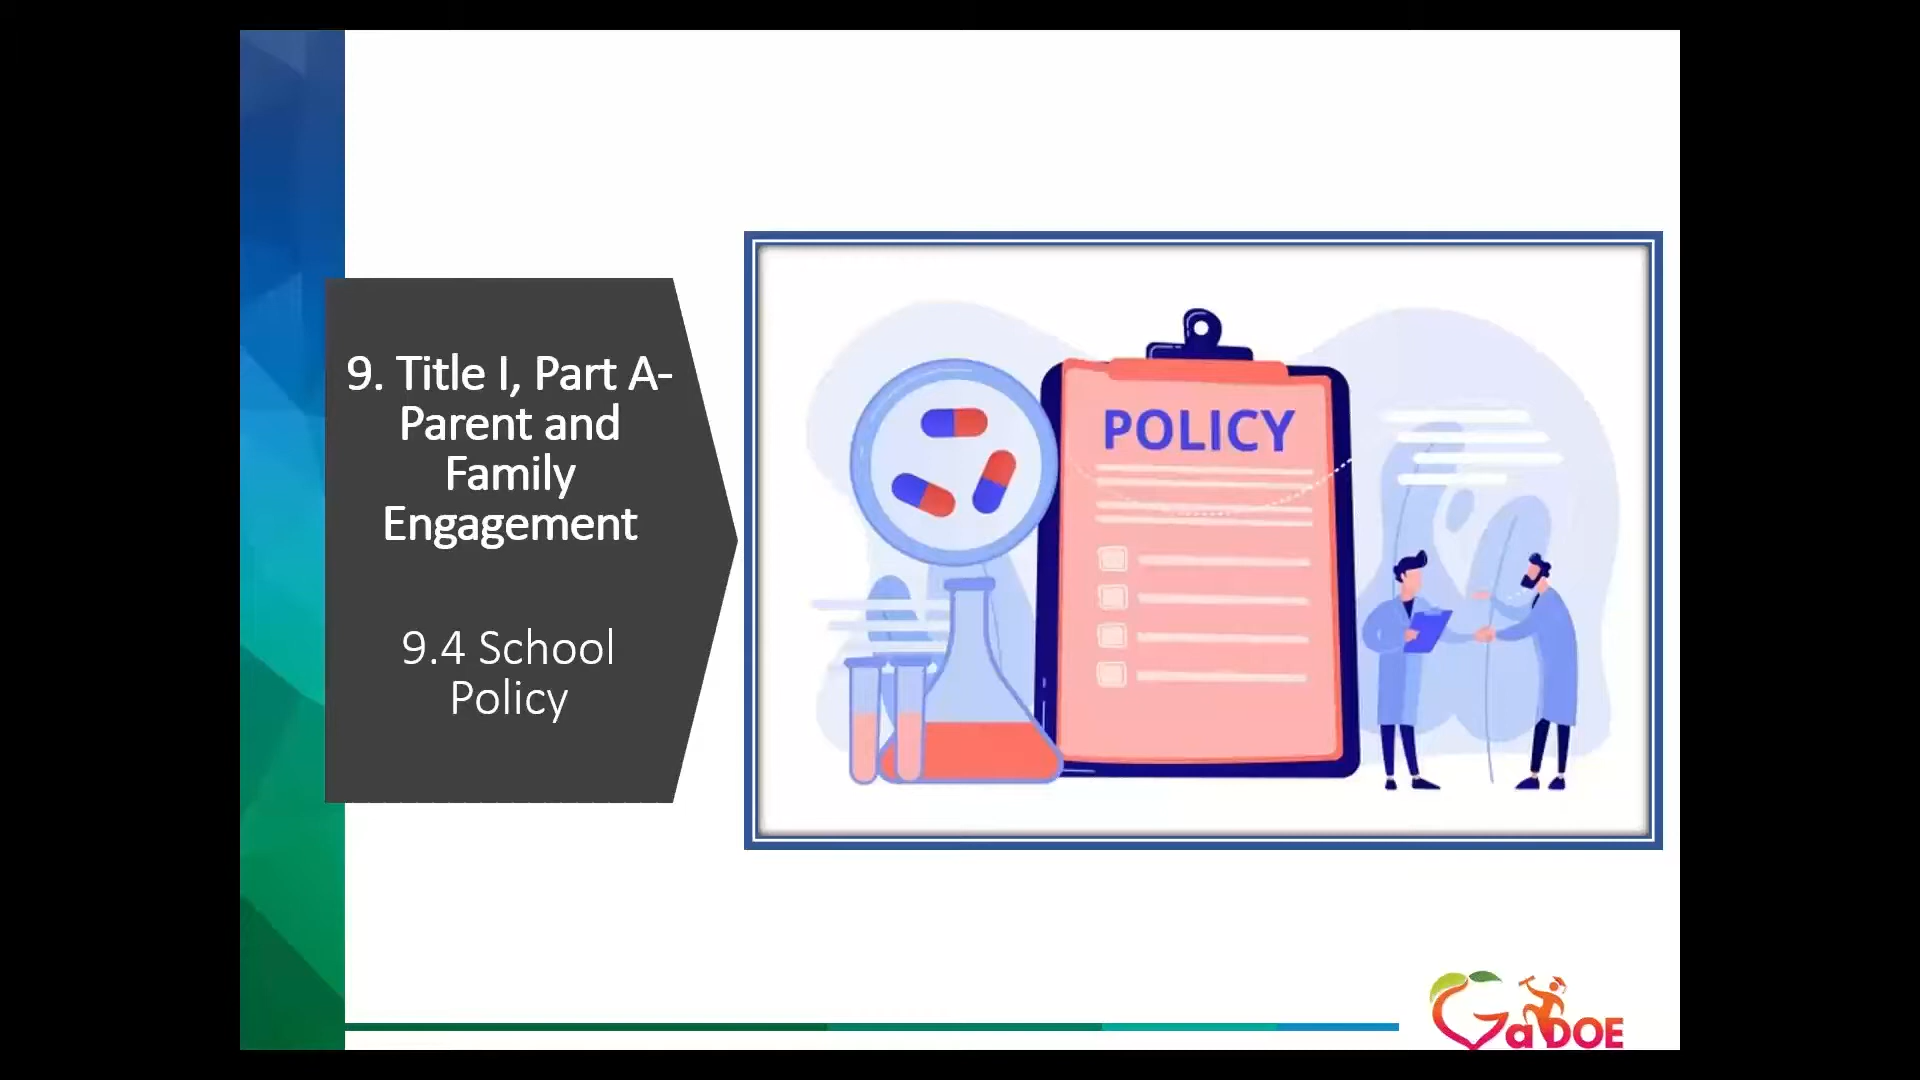 9. Title I, Part A-
Parent and
Family
Engagement
9.4 School
Policy
POLICY
GaDOE